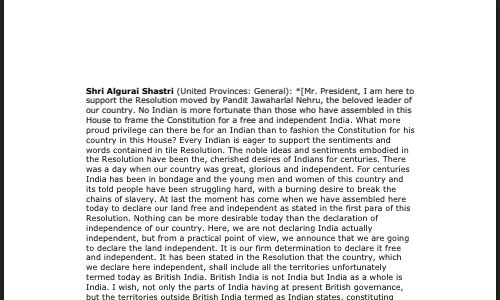 Shri Algurai Shastri (United Provinces: General): *[Mr. President, I am here to
support the Resolution moved by Pandit Jawaharlal Nehru, the beloved leader of
our country. No Indian is more fortunate than those who have assembled in this
House to frame the Constitution for a free and independent India. What more
proud privilege can there be for an Indian than to fashion the Constitution for his
country in this House? Every Indian is eager to support the sentiments and
words contained in tile Resolution. The noble ideas and sentiments embodied in
the Resolution have been the, cherished desires of Indians for centuries. There
was a day when our country was great, glorious and independent. For centuries
India has been in bondage and the young men and women of this country and
its told people have been struggling hard, with a burning desire to break the
chains of slavery. At last the moment has come when we have assembled here
today to declare our land free and independent as stated in the first para of this
Resolution. Nothing can be more desirable today than the declaration of
independence of our country. Here, we are not declaring India actually
independent, but from a practical point of view, we announce that we are going
to declare the land independent. It is our firm determination to declare it free
and independent. It has been stated in the Resolution that the country, which
we declare here independent, shall include all the territories unfortunately
termed today as British India. British India is not India but India as a whole is
India. I wish, not only the parts of India having at present British governance,
but the territories outside British India termed as Indian states, constituting